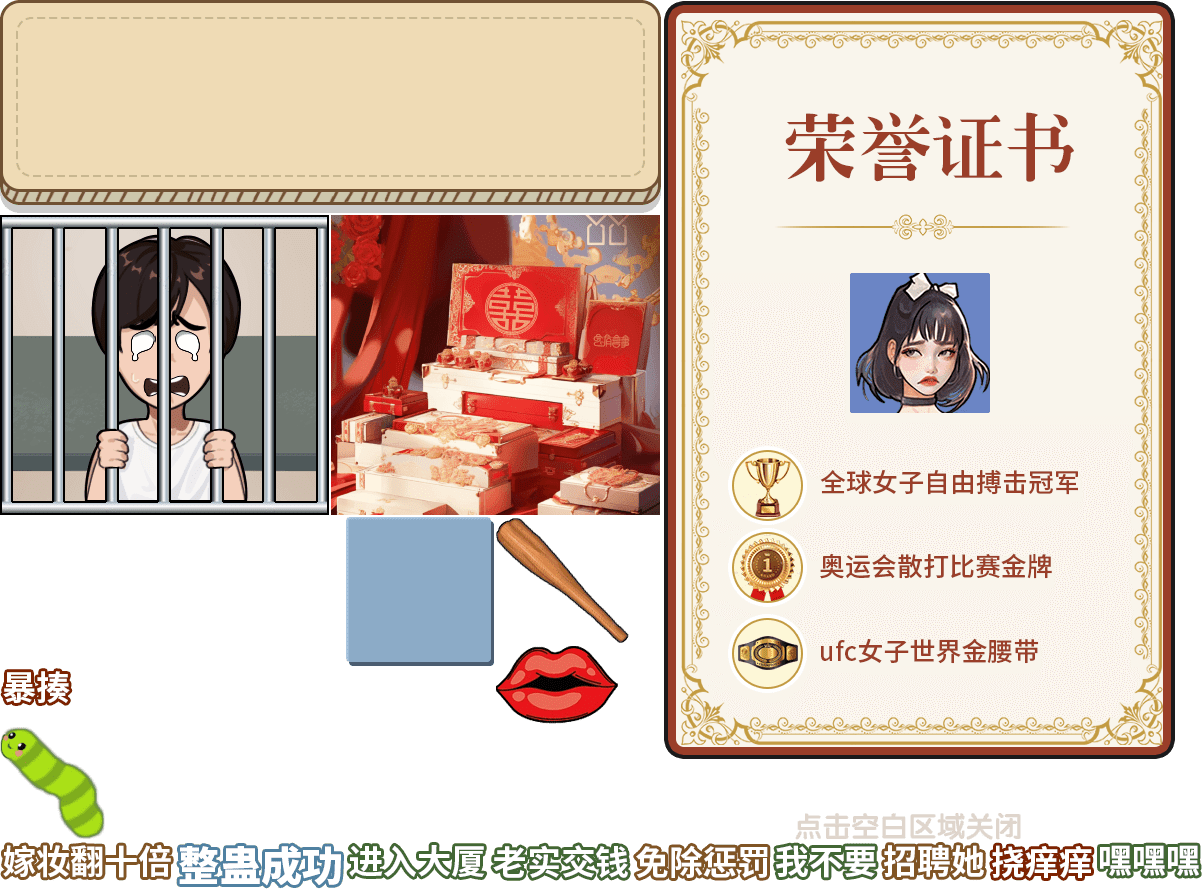 荣誉证书
全球女子自由搏击冠军
奥运会散打比赛金牌
ufc女子世界金腰带
暴揍
点击空白区域关闭
嫁妆翻十倍
整蛊成功
进入大厦
老实交钱
免除惩罚
我不要
招聘她
挠痒痒
嘿嘿嘿